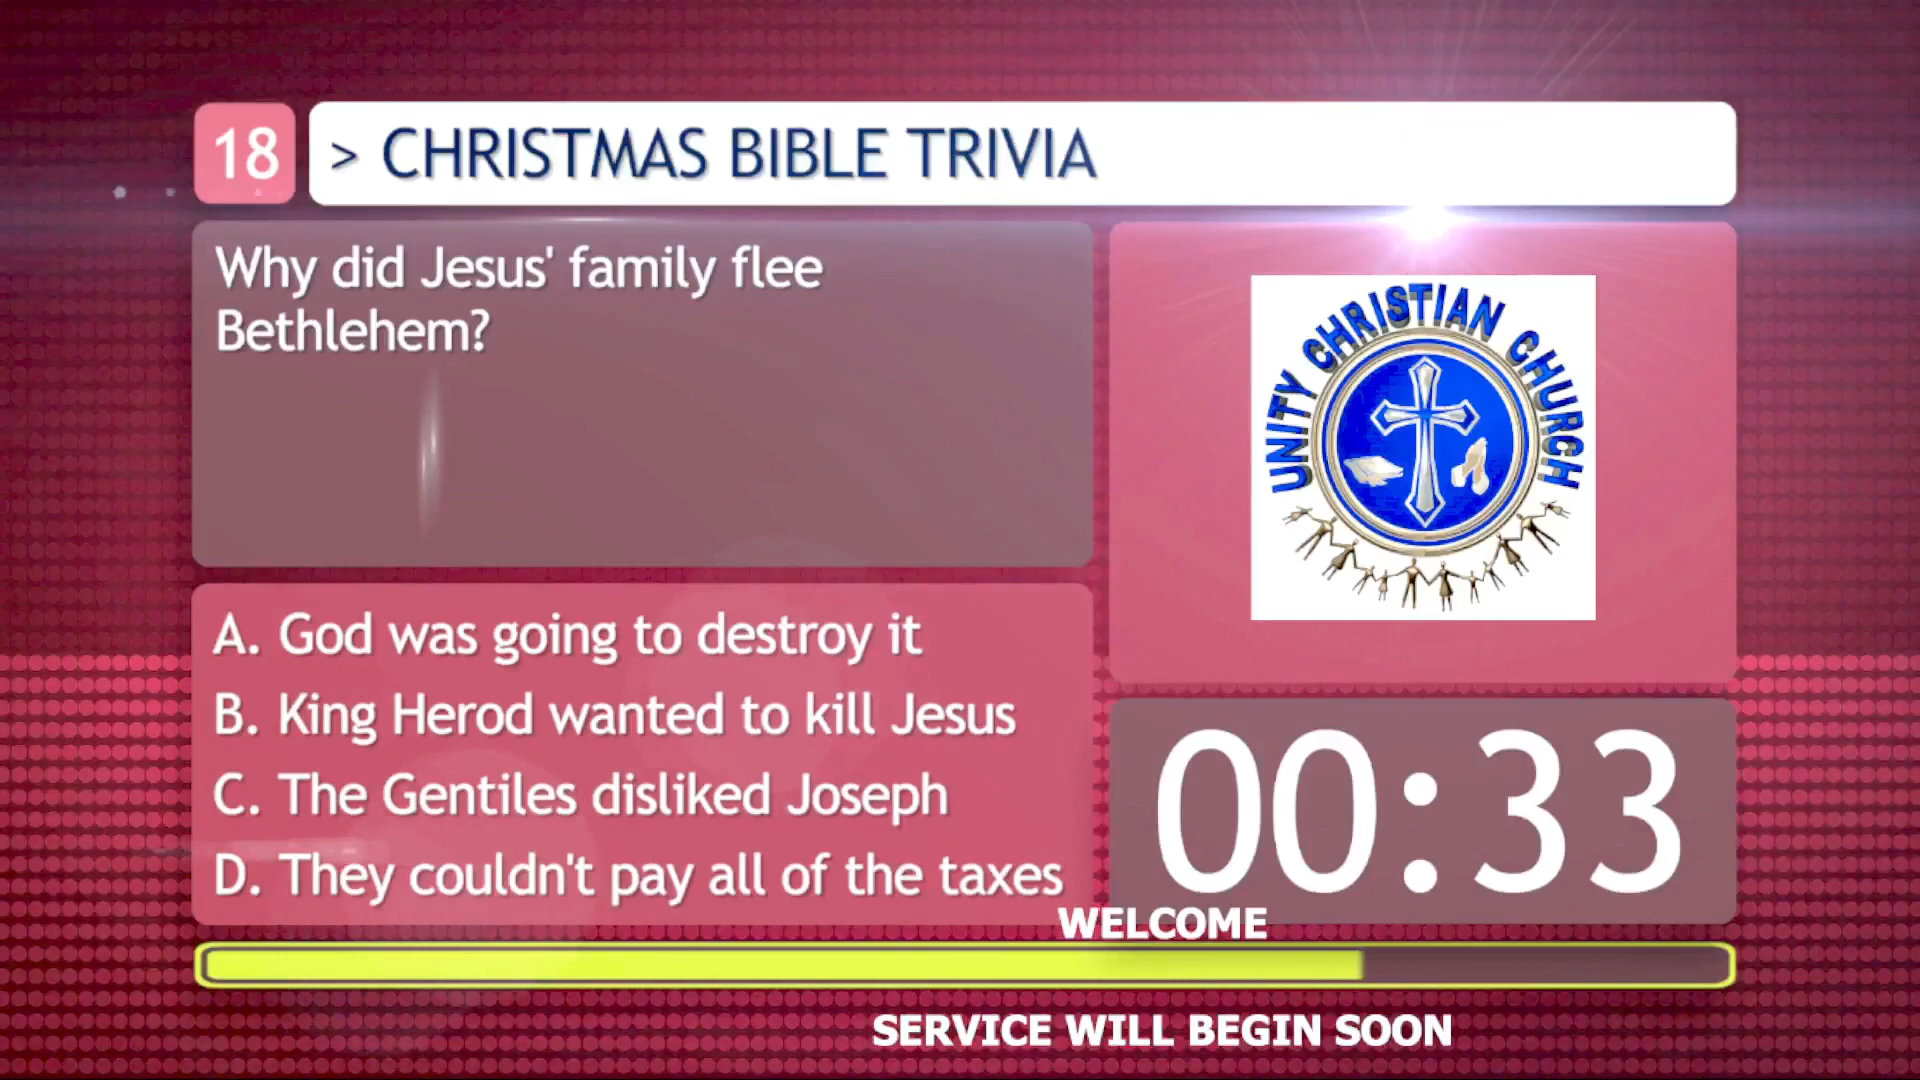 18
> CHRISTMAS BIBLE TRIVIA
Why did Jesus' family flee
Bethlehem?
UNITY CHRISTIAN CHURCH
A. God was going to destroy it
B. King Herod wanted to kill Jesus
C. The Gentiles disliked Joseph
D. They couldn't pay all of the taxes
00:33
WELCOME
SERVICE WILL BEGIN SOON